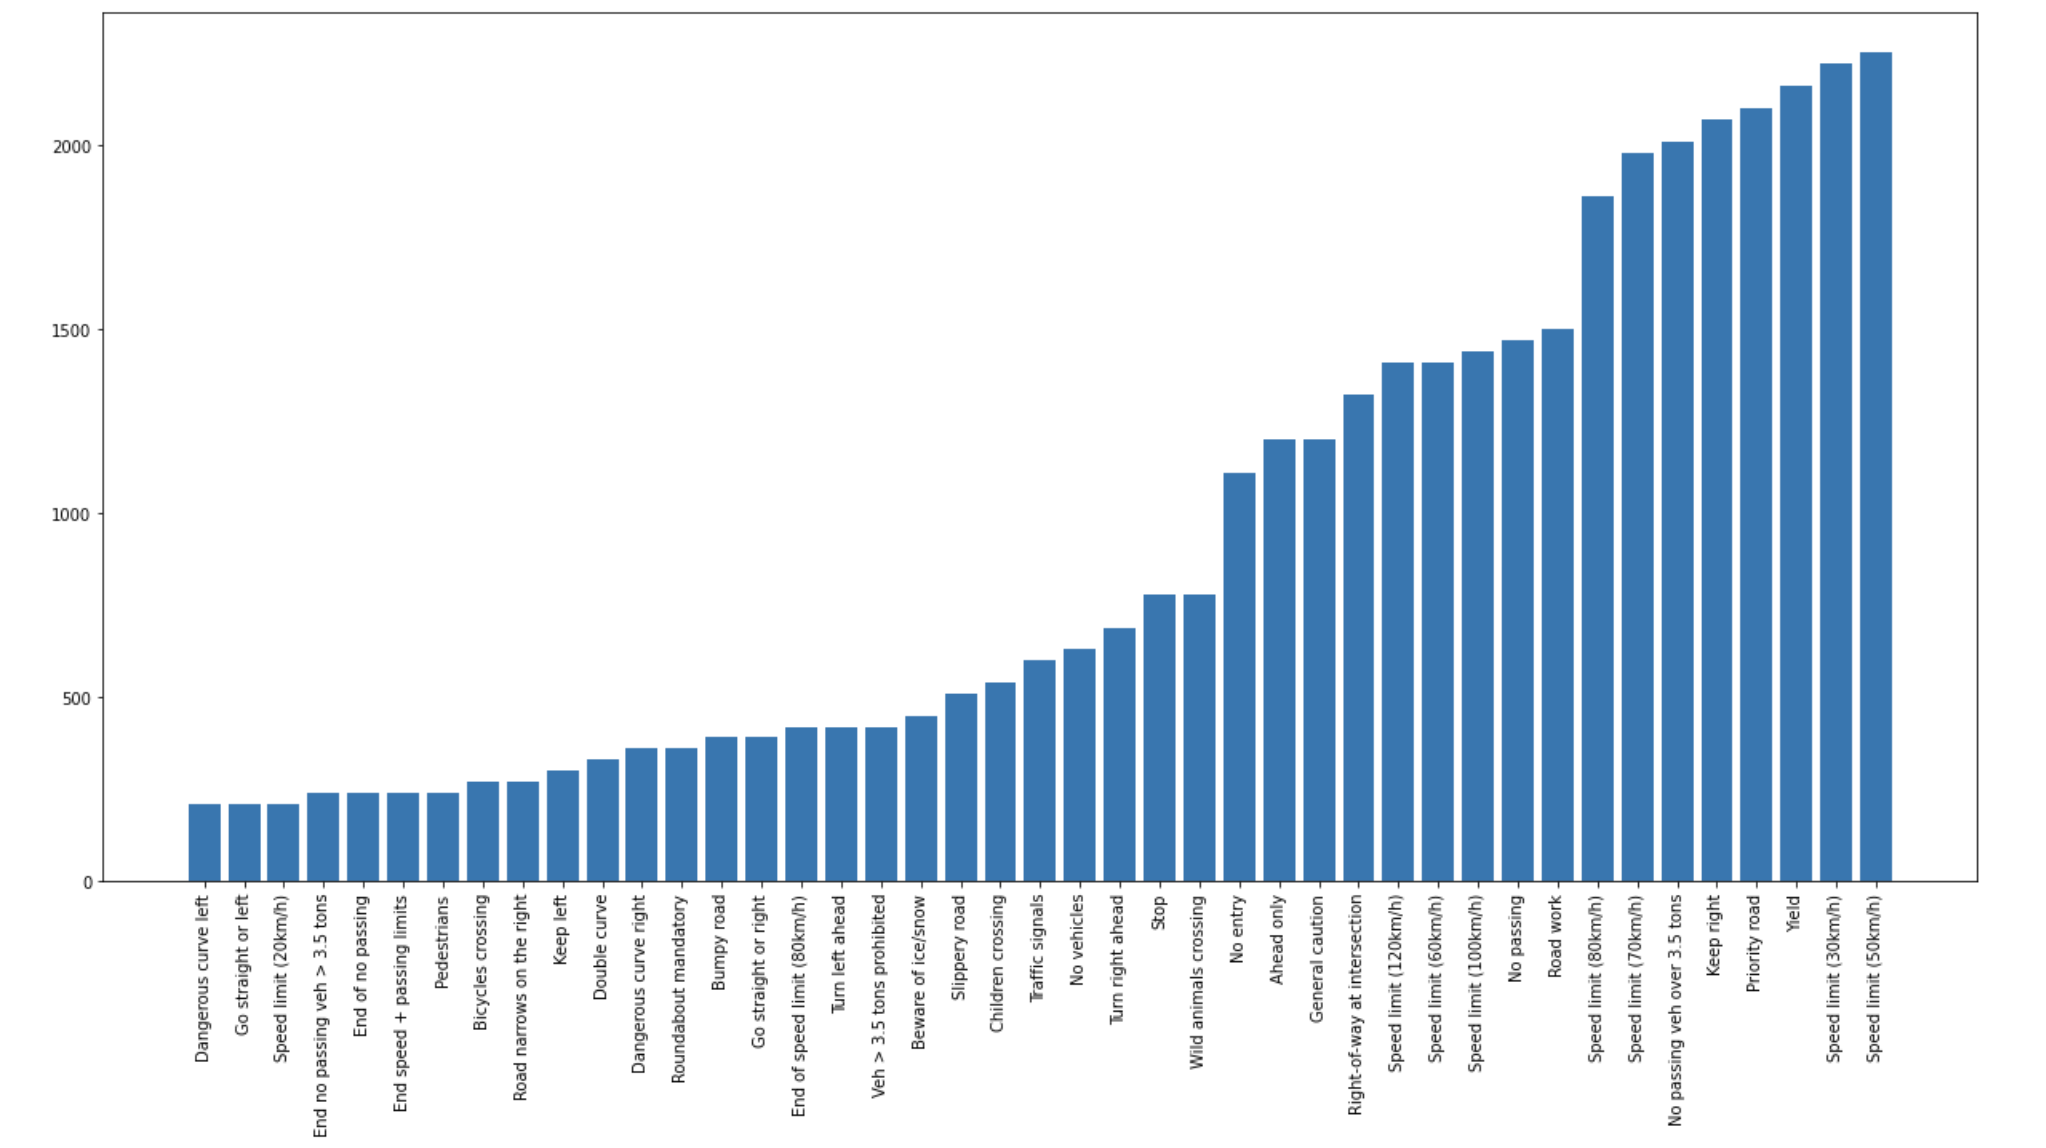 2000
1500
1000
500
0
Dangerous curve left
Go straight or left
Speed limit (20km/h)
End no passing veh > 3.5 tons
End of no passing
End speed + passing limits
Pedestrians
Bicycles crossing
Road narrows on the right
Keep left
Double curve
Dangerous curve right
Roundabout mandatory
Bumpy road
Go straight or right
End of speed limit (80km/h)
Turn left ahead
Veh > 3.5 tons prohibited
Beware of ice/snow
Slippery road
Children crossing
Traffic signals
No vehicles
Turn right ahead
Stop
Wild animals crossing
No entry
Ahead only
General caution
Right-of-way at intersection
Speed limit (120km/h)
Speed limit (60km/h)
Speed limit (100km/h)
No passing
Road work
Speed limit (80km/h)
Speed limit (70km/h)
No passing veh over 3.5 tons
Keep right
Priority road
Yield
Speed limit (30km/h)
Speed limit (50km/h)